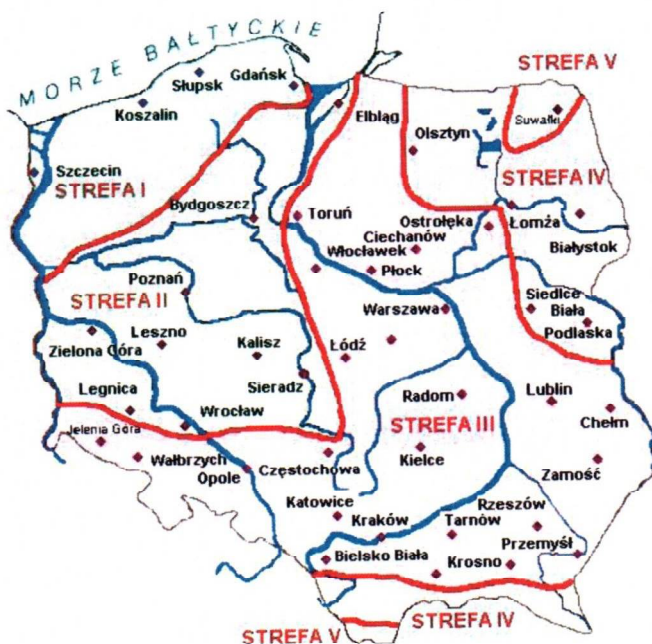 MORZE BAŁTYCKIE
STREFA V
Słupsk
Gdańsk
Koszalin
Elbląg
Suwałki
Olsztyn
Szczecin
STREFA I
STREFA IV
Bydgoszcz
Toruń
Ostrołęka
Łomża
Ciechanów
Białystok
Włocławek
Płock
Poznań
STREFA II
Siedlce
Biała
Podlaska
Warszawa
Leszno
Zielona Góra
Kalisz
Łódź
Sieradz
Radom
Lublin
Legnica
Wrocław
STREFA III
Chełm
Jelenia Góra
Wałbrzych
Opole
Częstochowa
Kielce
Zamość
Katowice
Rzeszów
Kraków
Tarnów
Przemyśl
Bielsko Biała
Krosno
STREFA V
STREFA IV